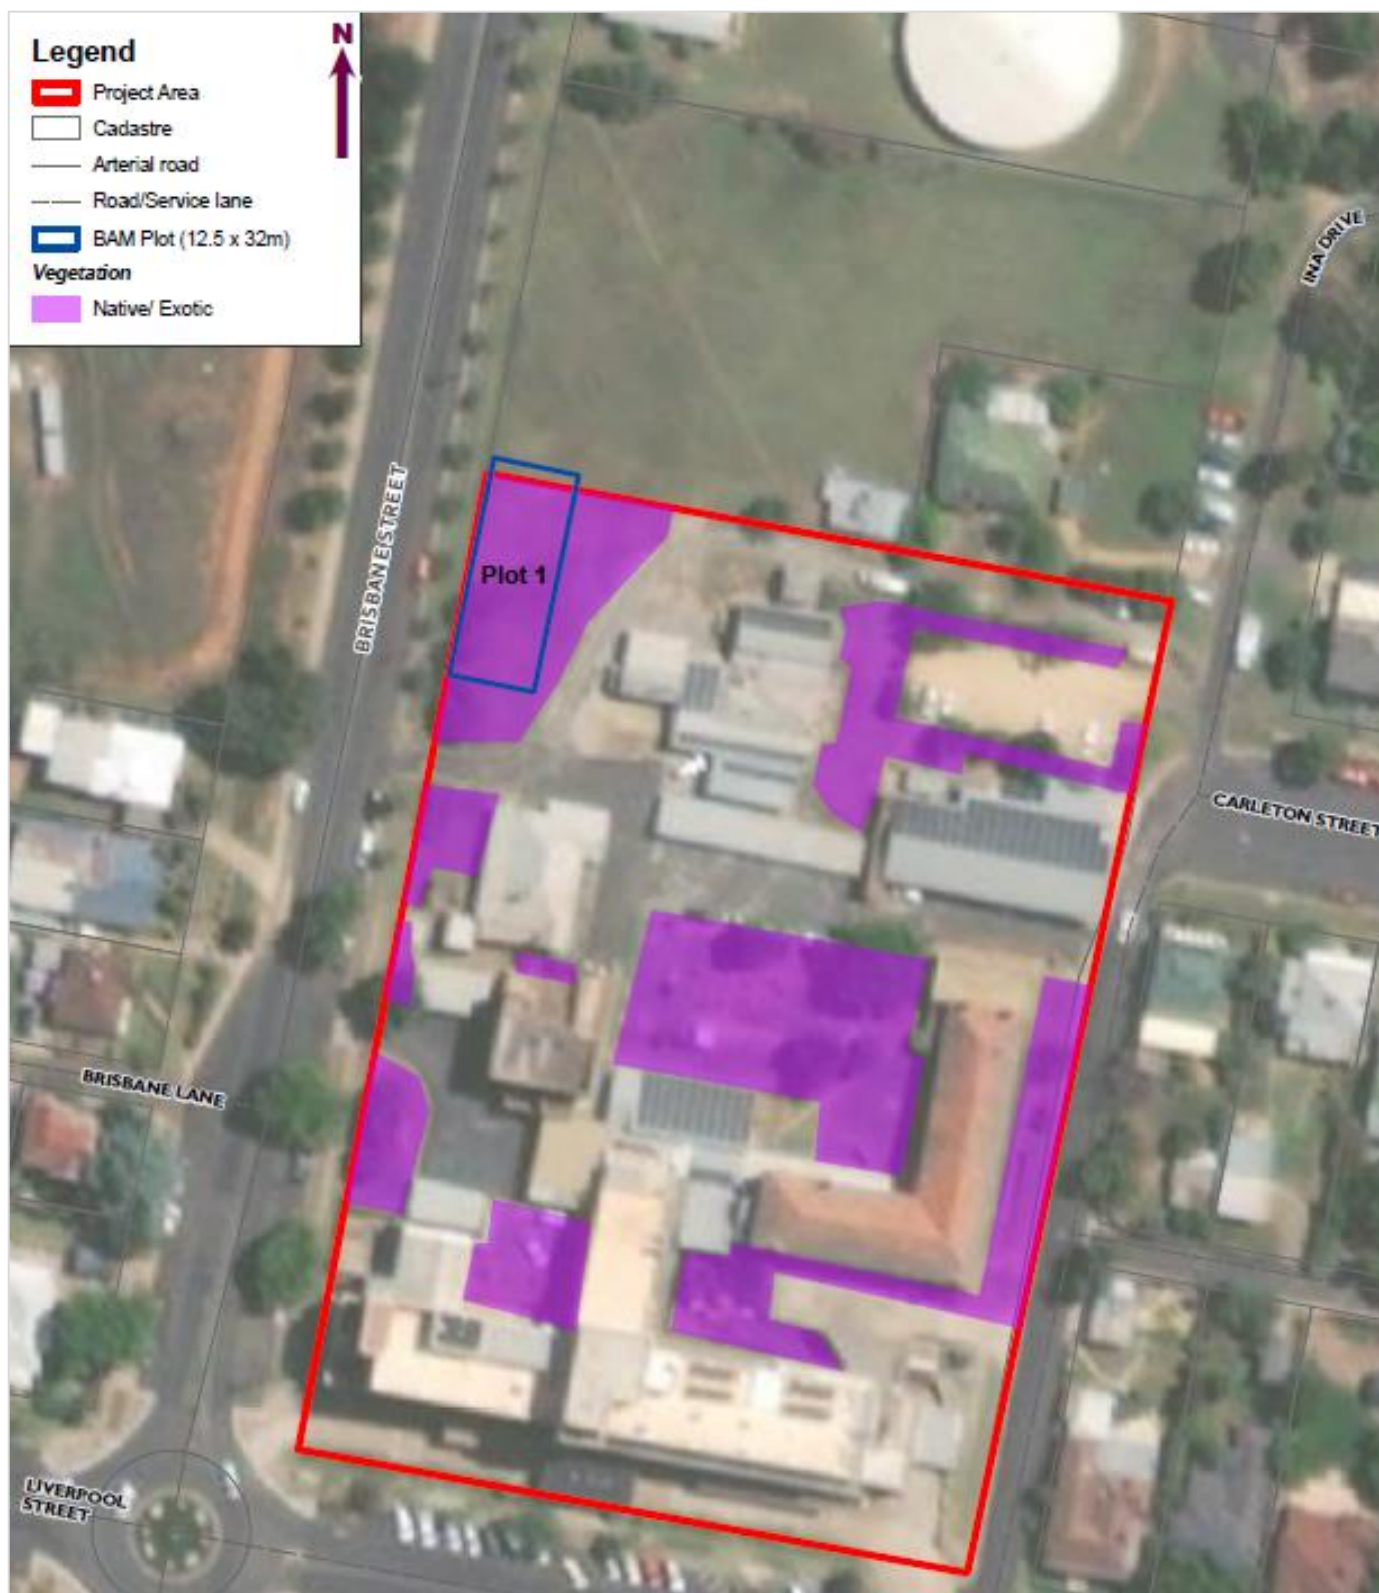 Legend
N
Project Area
Cadastre
Arterial road
Road/Service lane
BAM Plot (12.5 x 32m)
Vegetation
Native/ Exotic
INA DRIVE
BRISBANE STREET
Plot 1
CARLETON STREET
BRISBANE LANE
LIVERPOOL
STREET